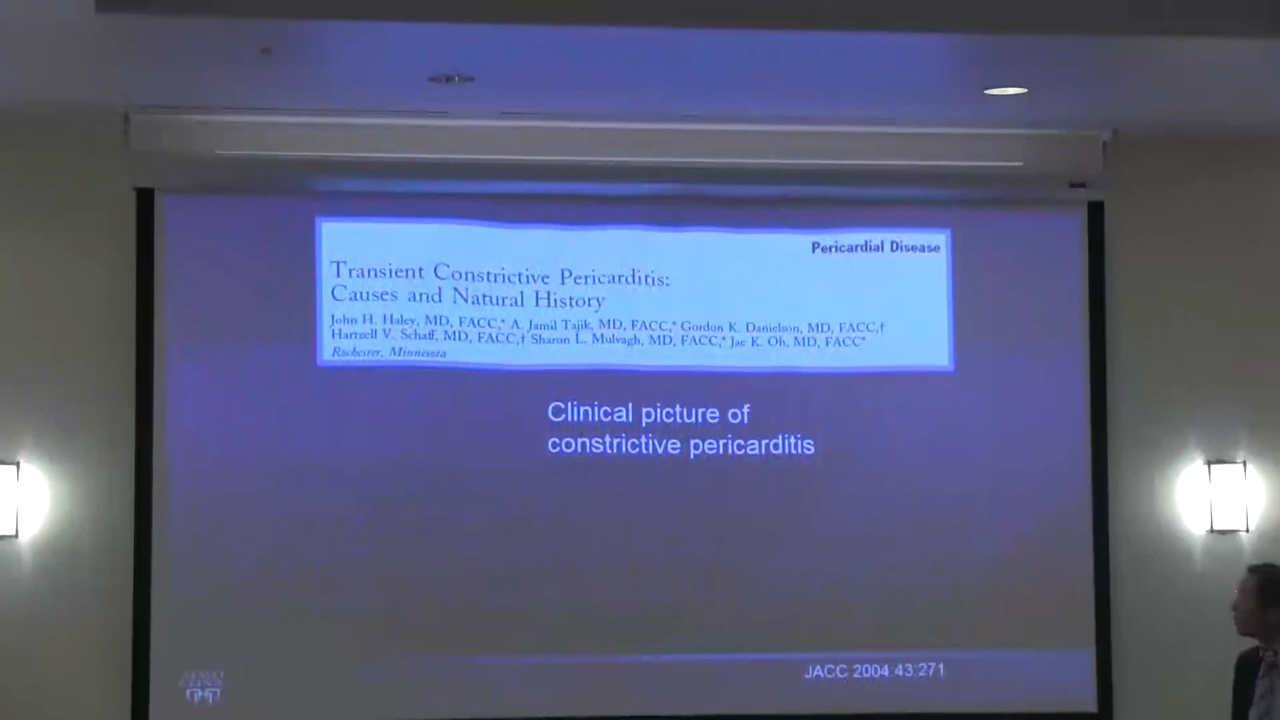 Pericardial Disease
Transient Constrictive Pericarditis:
Causes and Natural History
John H. Haley, MD, FACC,* A. Jamil Tajik, MD, FACC,* Gordon K. Danielson, MD, FACC,†
Hartzell V. Schaff, MD, FACC,† Sharon L. Mulvagh, MD, FACC,* Jae K. Oh, MD, FACC*
Rochester, Minnesota
Clinical picture of
constrictive pericarditis
JACC 2004:43:271